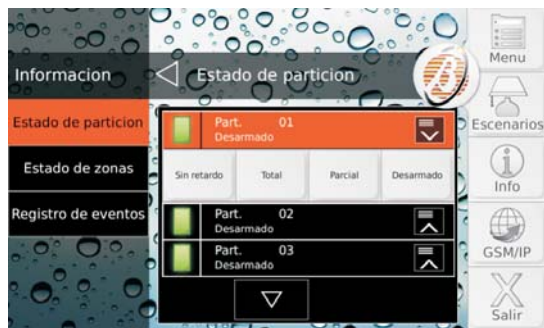 Informacion
Estado de particion
Estado de particion
Estado de zonas
Registro de eventos
Part. 01
Desarmado
Sin retardo
Total
Parcial
Desarmado
Part. 02
Desarmado
Part. 03
Desarmado
Menu
Escenarios
Info
GSM/IP
Salir